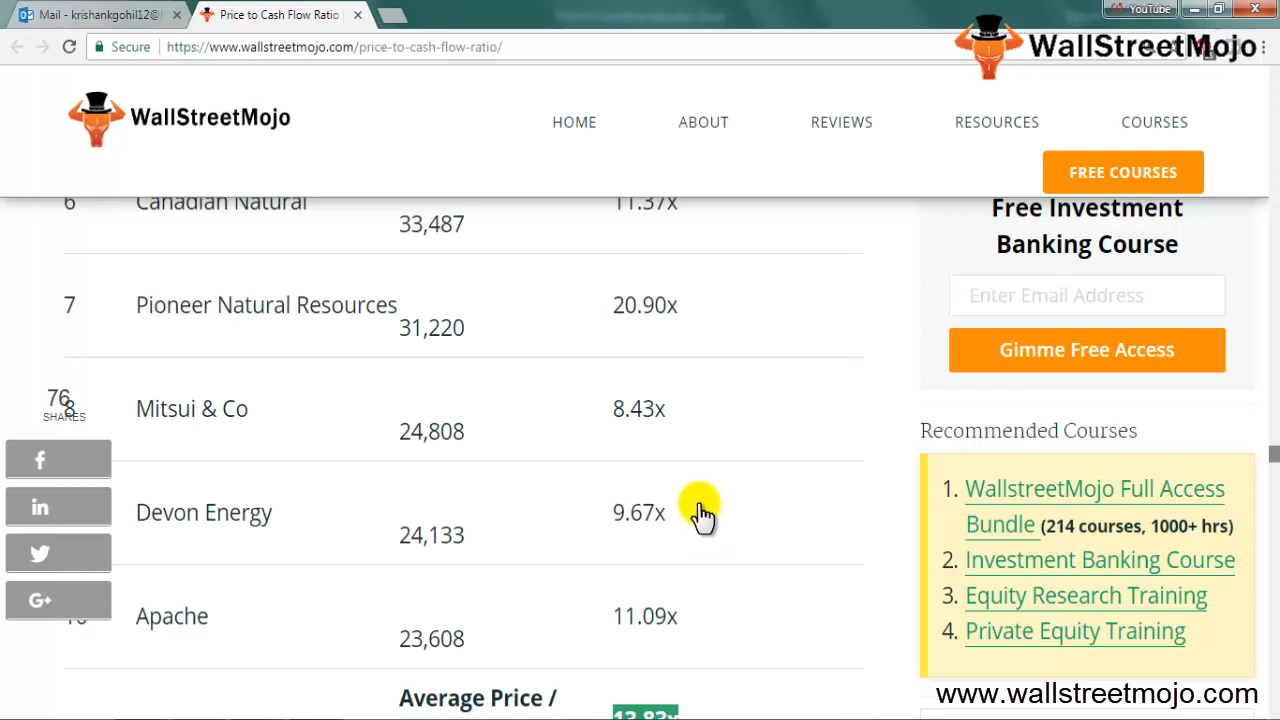 Mail - krishankgohil12@
Price to Cash Flow Ratio
YouTube
Secure https://www.wallstreetmojo.com/price-to-cash-flow-ratio/
WallStreetMojo
WallStreetMojo
HOME ABOUT REVIEWS RESOURCES COURSES
FREE COURSES
6 Canadian Natural 33,487 11.37x
7 Pioneer Natural Resources 31,220 20.90x
8 Mitsui & Co 24,808 8.43x
Devon Energy 24,133 9.67x
10 Apache 23,608 11.09x
Average Price / 13.83x
76
SHARES
Free Investment
Banking Course
Enter Email Address
Gimme Free Access
Recommended Courses
1. WallstreetMojo Full Access
Bundle (214 courses, 1000+ hrs)
2. Investment Banking Course
3. Equity Research Training
4. Private Equity Training
www.wallstreetmojo.com